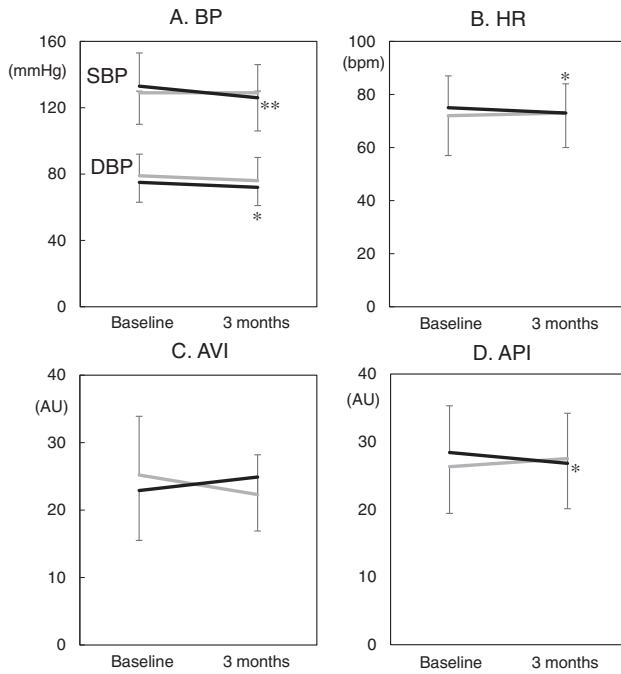 A. BP
160
(mmHg)
SBP
120
**
DBP
80
*
40
0
Baseline 3 months
B. HR
100
(bpm)
*
80
60
40
20
0
Baseline 3 months
C. AVI
40
(AU)
30
20
10
0
Baseline 3 months
D. API
40
(AU)
30
*
20
10
0
Baseline 3 months